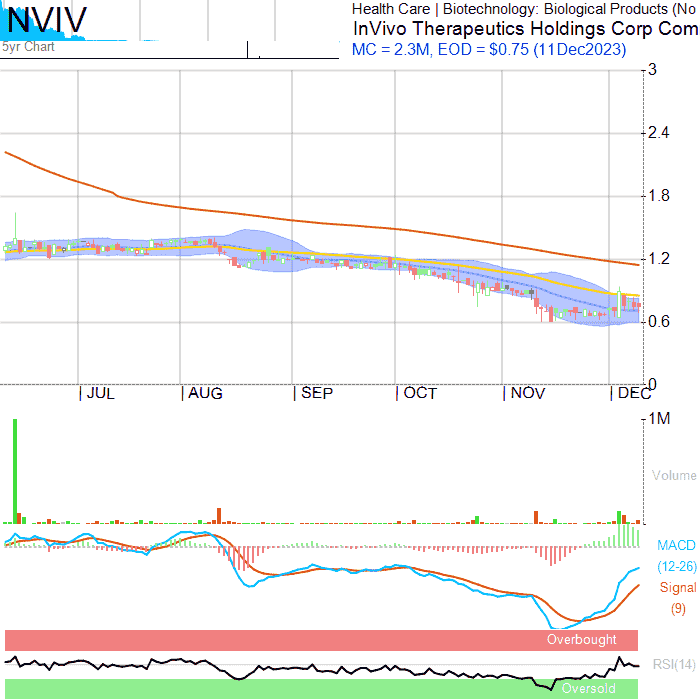 NVIV
5yr Chart
Health Care | Biotechnology: Biological Products (No
InVivo Therapeutics Holdings Corp Com
MC = 2.3M, EOD = $0.75 (11Dec2023)
3
2.4
1.8
1.2
0.6
0
JUL AUG SEP OCT NOV DEC
1M
Volume
MACD
(12-26)
Signal
(9)
Overbought
RSI(14)
Oversold